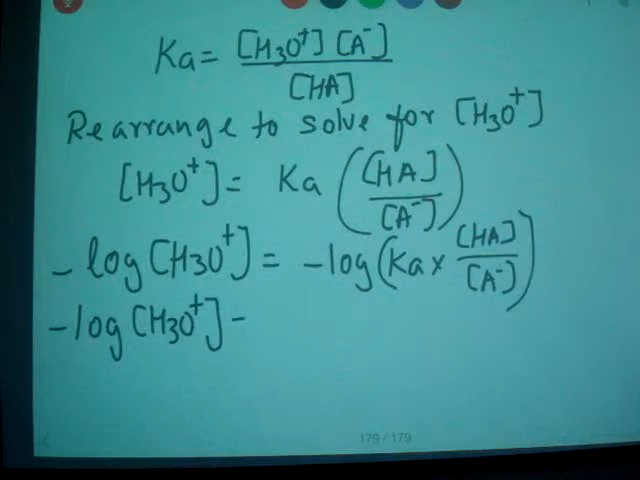 Ka = [H3O+] [A-] / [HA]
Rearrange to solve for [H3O+]
[H3O+] = Ka ([HA] / [A-])
- log [H3O+] = - log (Ka × [HA] / [A-])
- log [H3O+] -
179 / 179